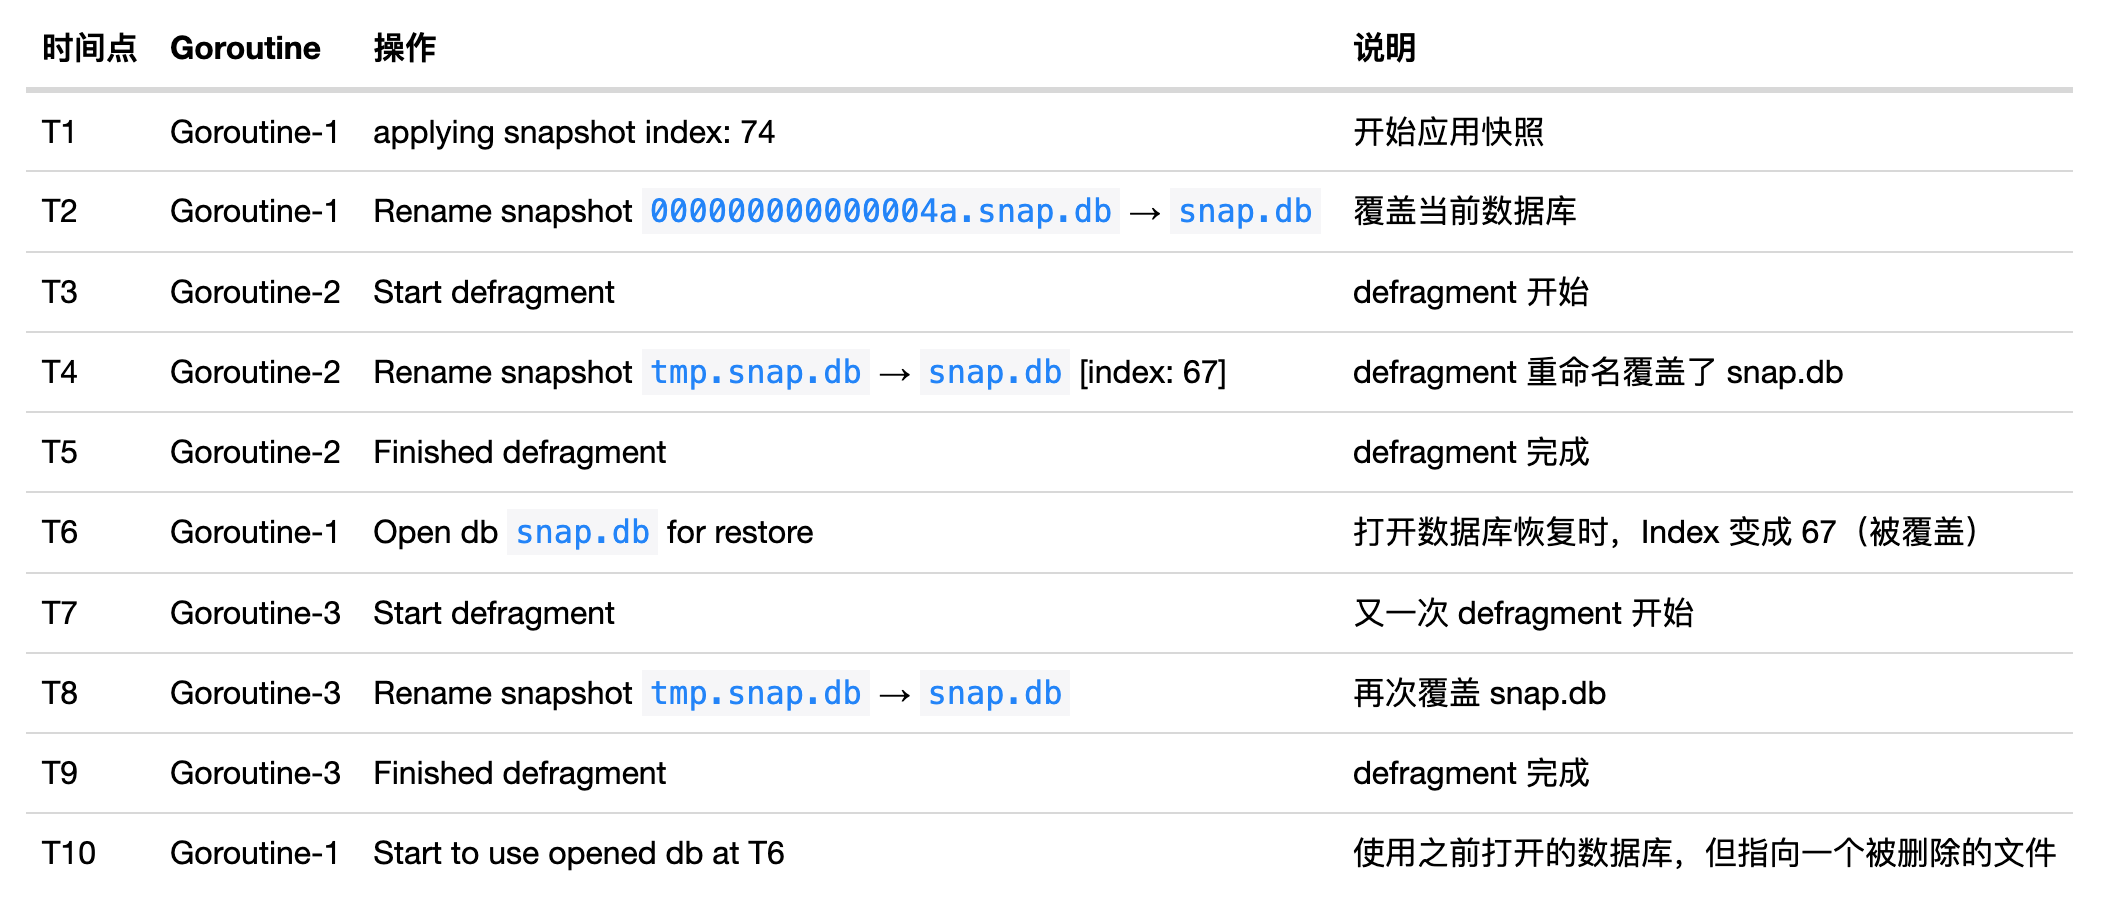 时间点 Goroutine 操作 说明
T1 Goroutine-1 applying snapshot index: 74 开始应用快照
T2 Goroutine-1 Rename snapshot 000000000000004a.snap.db → snap.db 覆盖当前数据库
T3 Goroutine-2 Start defragment defragment 开始
T4 Goroutine-2 Rename snapshot tmp.snap.db → snap.db [index: 67] defragment 重命名覆盖了 snap.db
T5 Goroutine-2 Finished defragment defragment 完成
T6 Goroutine-1 Open db snap.db for restore 打开数据库恢复时，Index 变成 67（被覆盖）
T7 Goroutine-3 Start defragment 又一次 defragment 开始
T8 Goroutine-3 Rename snapshot tmp.snap.db → snap.db 再次覆盖 snap.db
T9 Goroutine-3 Finished defragment defragment 完成
T10 Goroutine-1 Start to use opened db at T6 使用之前打开的数据库，但指向一个被删除的文件